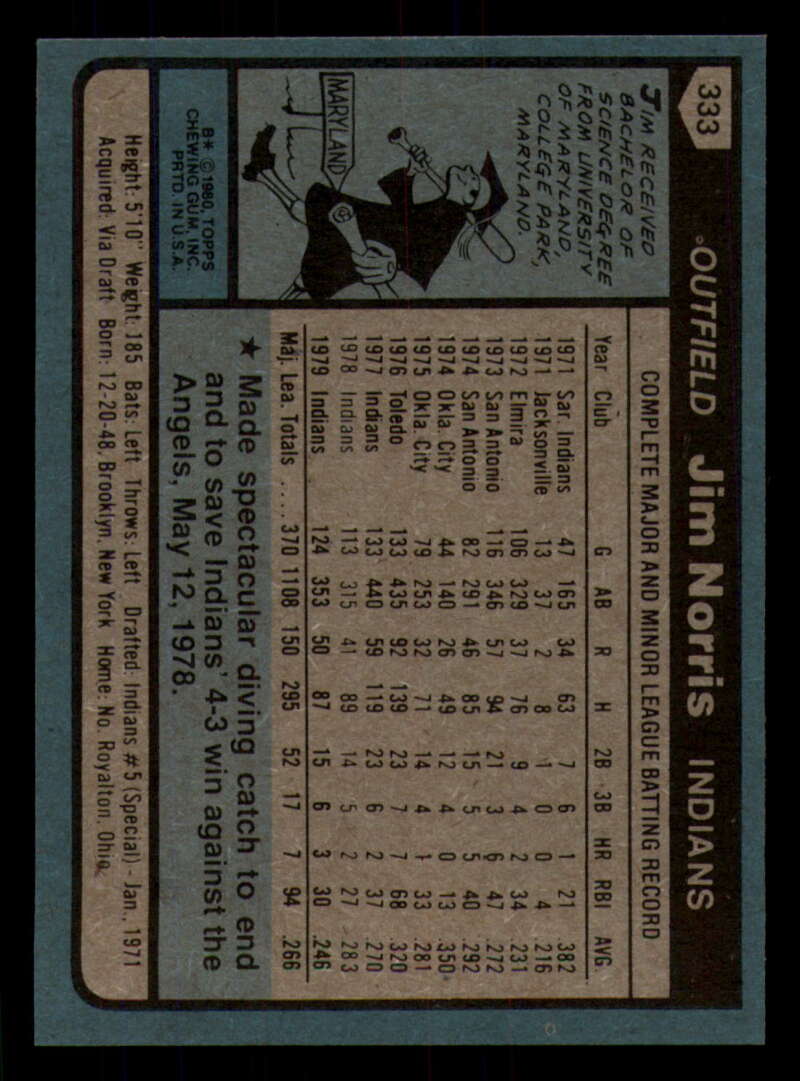 333
OUTFIELD Jim Norris INDIANS
JIM RECEIVED
BACHELOR OF
SCIENCE DEGREE
FROM UNIVERSITY
OF MARYLAND,
COLLEGE PARK,
MARYLAND.
MARYLAND
B* © 1980, TOPPS
CHEWING GUM, INC.
PRTD. IN U.S.A.
COMPLETE MAJOR AND MINOR LEAGUE BATTING RECORD
Year Club G AB R H 2B 3B HR RBI AVG.
1971 Sar. Indians 47 165 34 63 7 6 1 21 .382
1971 Jacksonville 13 37 2 8 1 0 0 4 .216
1972 Elmira 106 329 37 76 9 4 2 34 .231
1973 San Antonio 116 346 57 94 21 3 6 47 .272
1974 San Antonio 82 291 46 85 15 5 5 40 .292
1974 Okla. City 44 140 26 49 12 4 0 13 .350
1975 Okla. City 79 253 32 71 14 4 1 33 .281
1976 Toledo 133 435 92 139 23 7 7 68 .320
1977 Indians 133 440 59 119 23 6 2 37 .270
1978 Indians 113 315 41 89 14 5 2 27 .283
1979 Indians 124 353 50 87 15 6 3 30 .246
Maj. Lea. Totals .... 370 1108 150 295 52 17 7 94 .266
★ Made spectacular diving catch to end
and to save Indians' 4-3 win against the
Angels, May 12, 1978.
Height: 5'10" Weight: 185 Bats: Left Throws: Left Drafted: Indians #5 (Special) - Jan., 1971
Acquired: Via Draft Born: 12-20-48, Brooklyn, New York Home: No. Royalton, Ohio